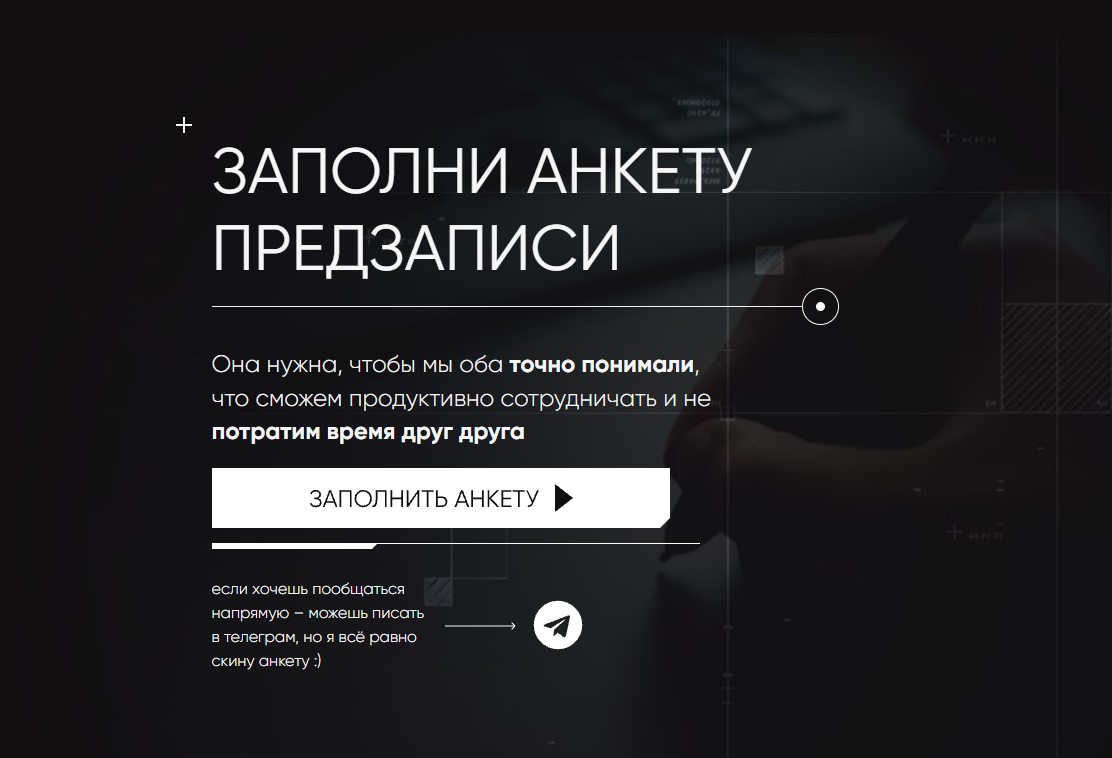 ЗАПОЛНИ АНКЕТУ
ПРЕДЗАПИСИ
Она нужна, чтобы мы оба точно понимали,
что сможем продуктивно сотрудничать и не
потратим время друг друга
ЗАПОЛНИТЬ АНКЕТУ
если хочешь пообщаться
напрямую – можешь писать
в телеграм, но я всё равно
скину анкету :)